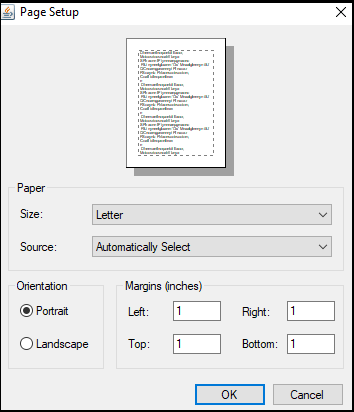 Page Setup
Paper
Size:
Letter
Source:
Automatically Select
Orientation
Portrait
Landscape
Margins (inches)
Left:
1
Right:
1
Top:
1
Bottom:
1
OK
Cancel